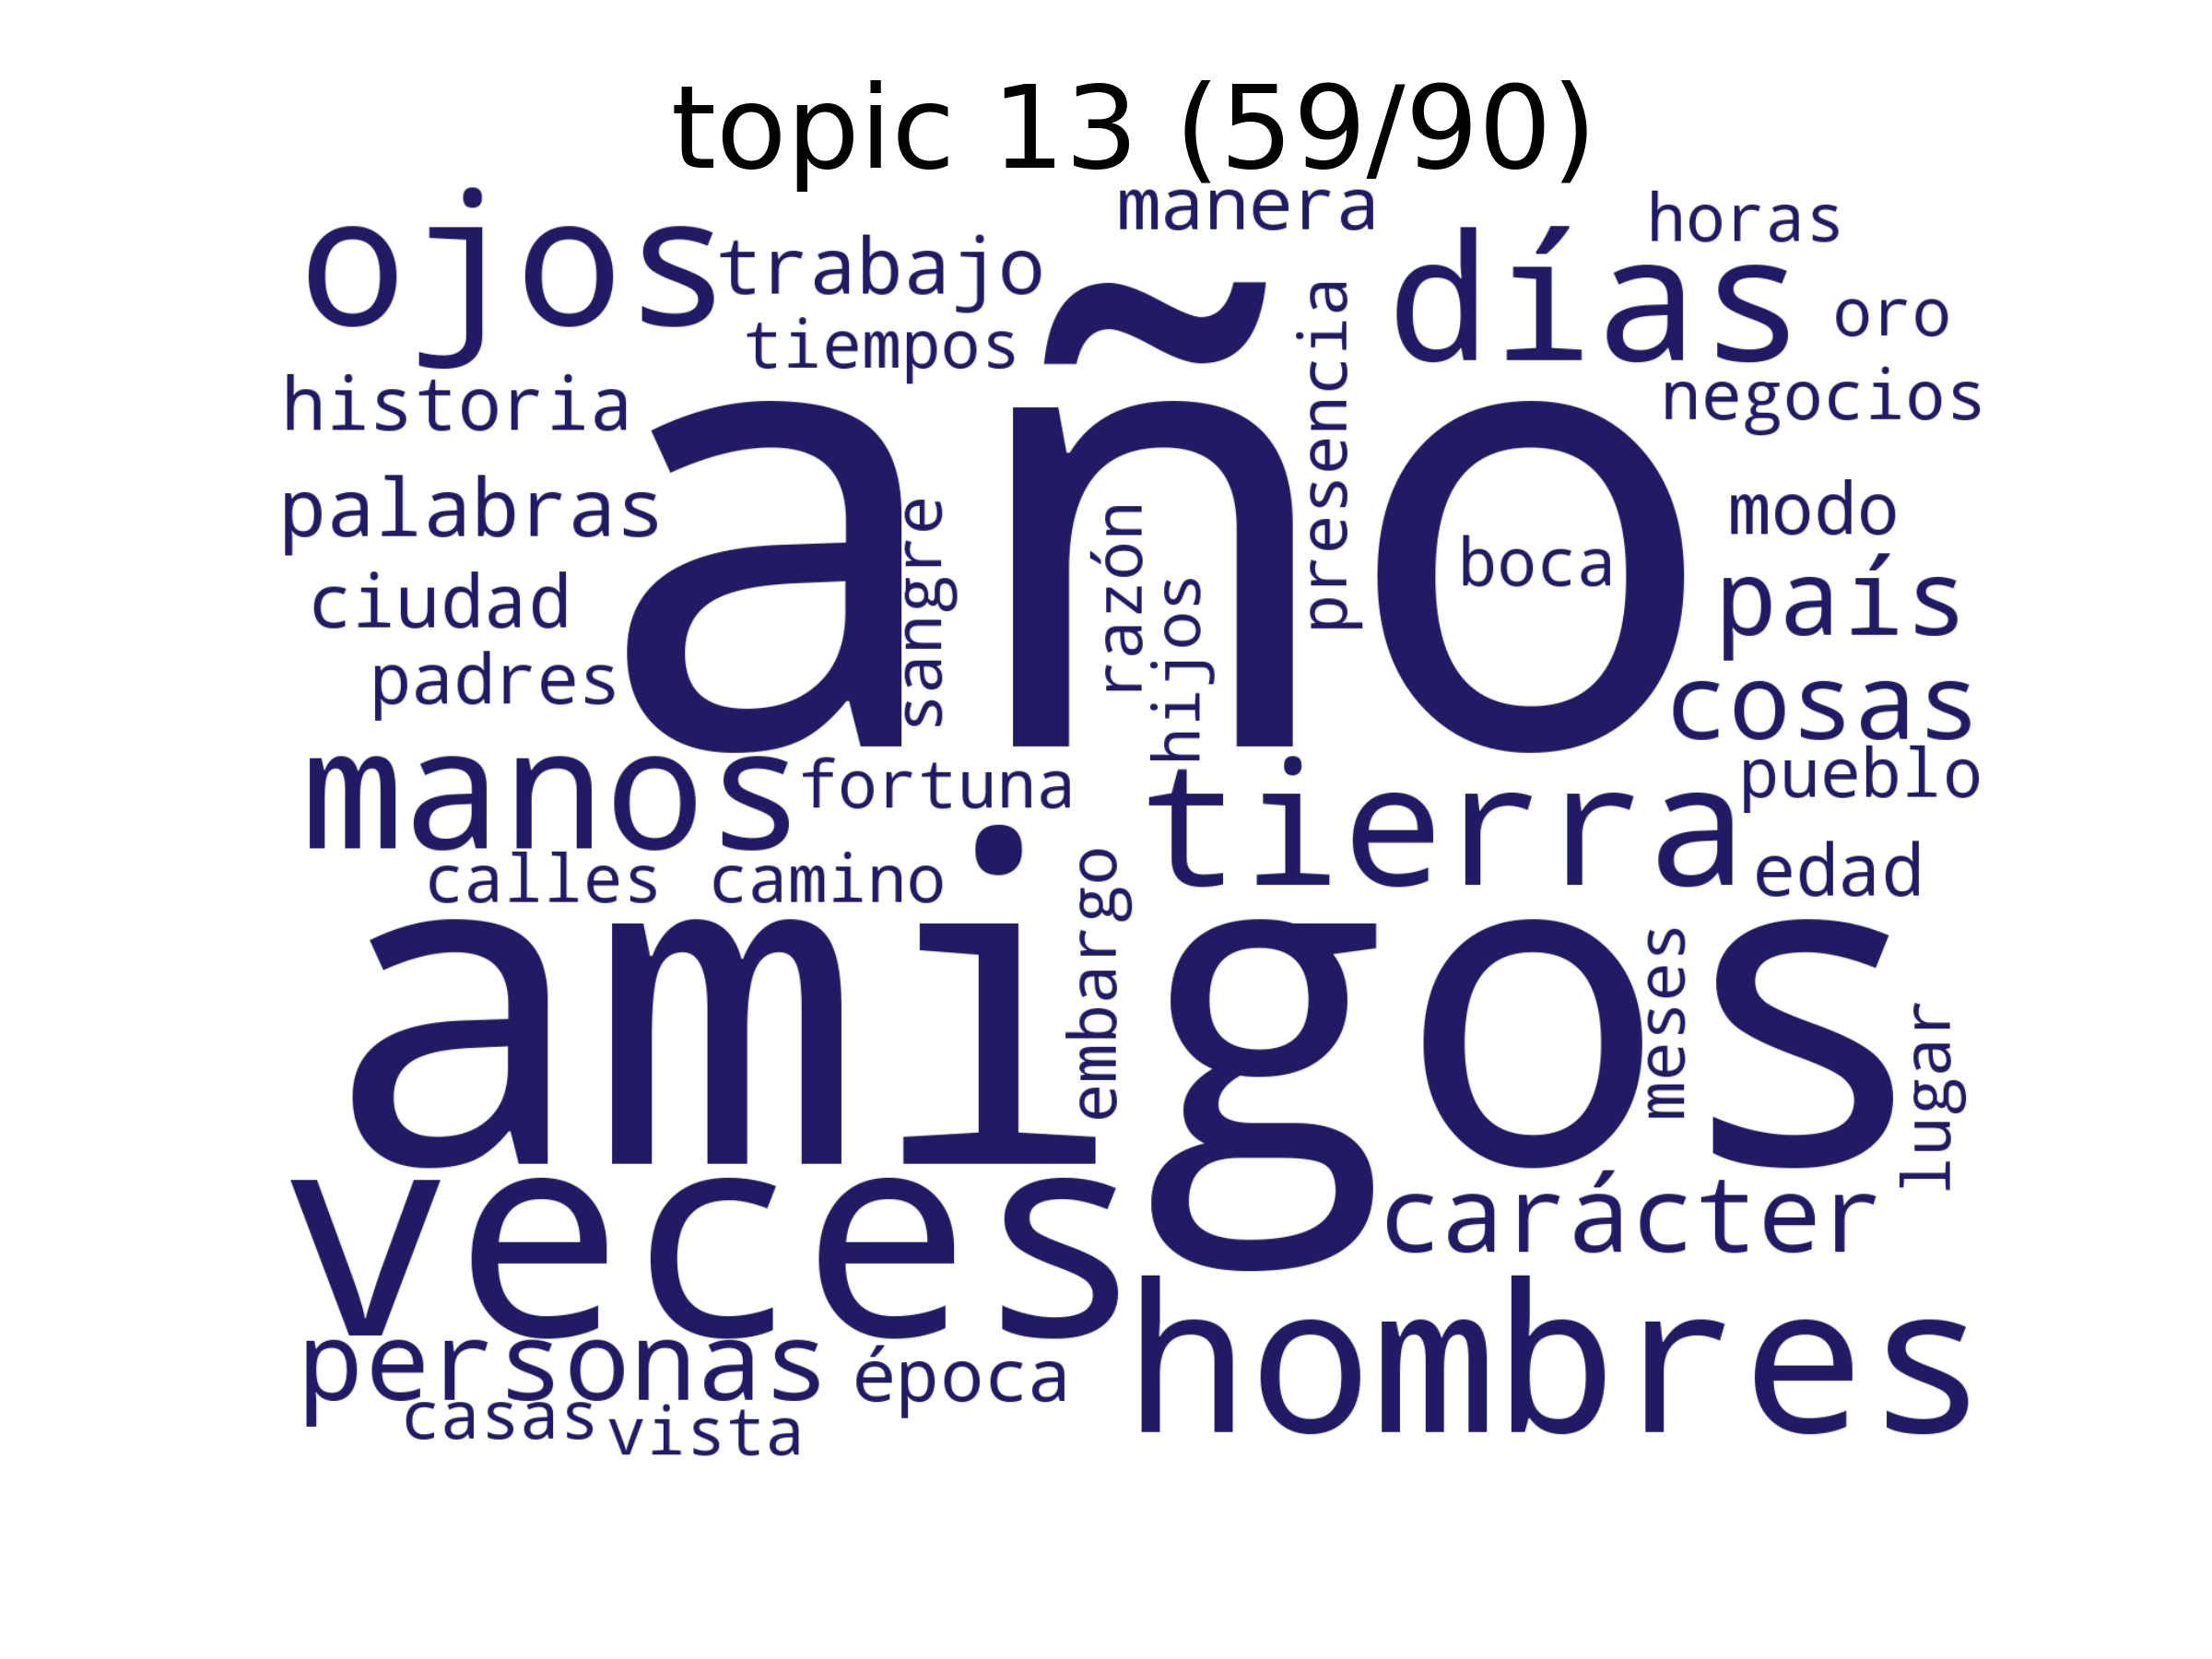 topic 13 (59/90)
manera
horas
ojos
trabajo
días
oro
tiempos
presencia
historia
negocios
año
palabras
sangre
razón
boca
modo
ciudad
hijos
país
padres
cosas
manos
fortuna
tierra
pueblo
calles
camino
embargo
edad
amigos
meses
lugar
veces
carácter
personas
época
hombres
casas
vista